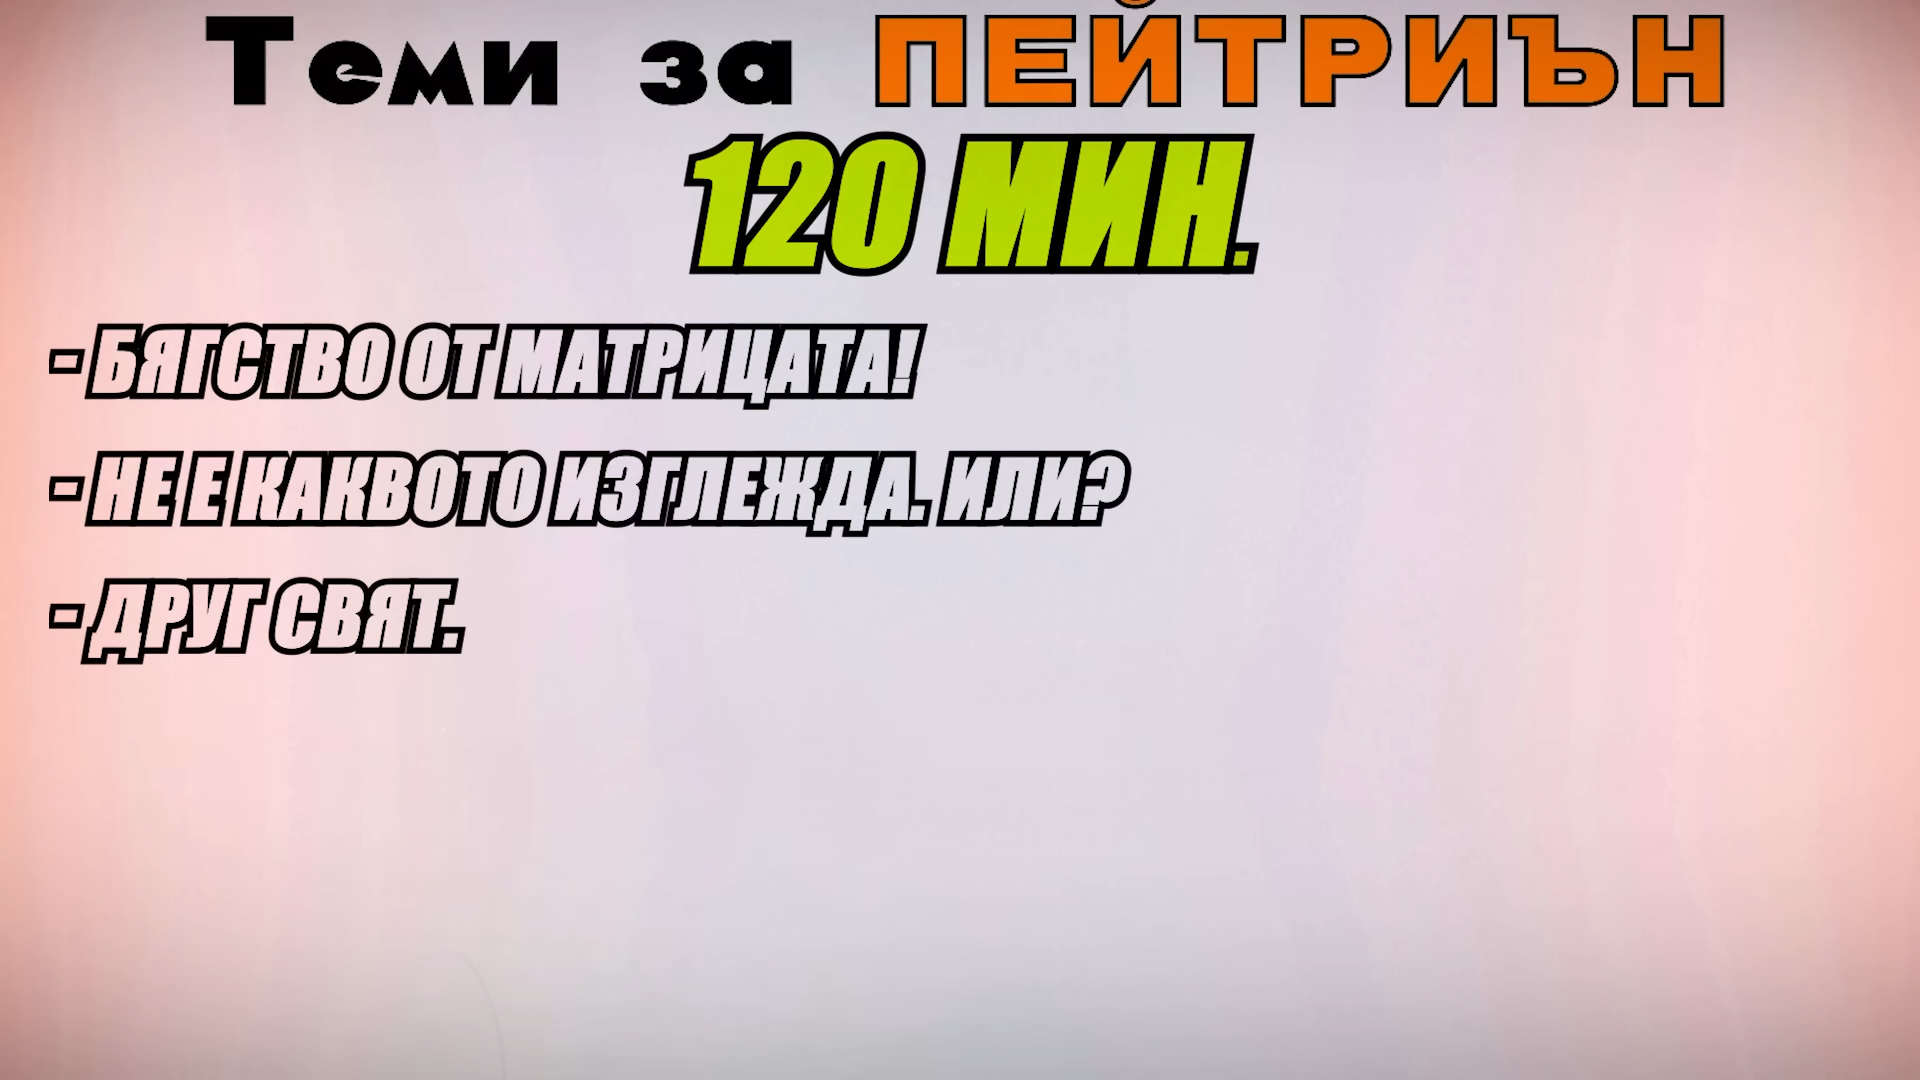 Теми за ПЕЙТРИЪН
120 МИН.
- БЯГСТВО ОТ МАТРИЦАТА!
- НЕ Е КАКВОТО ИЗГЛЕЖДА. ИЛИ?
- ДРУГ СВЯТ.